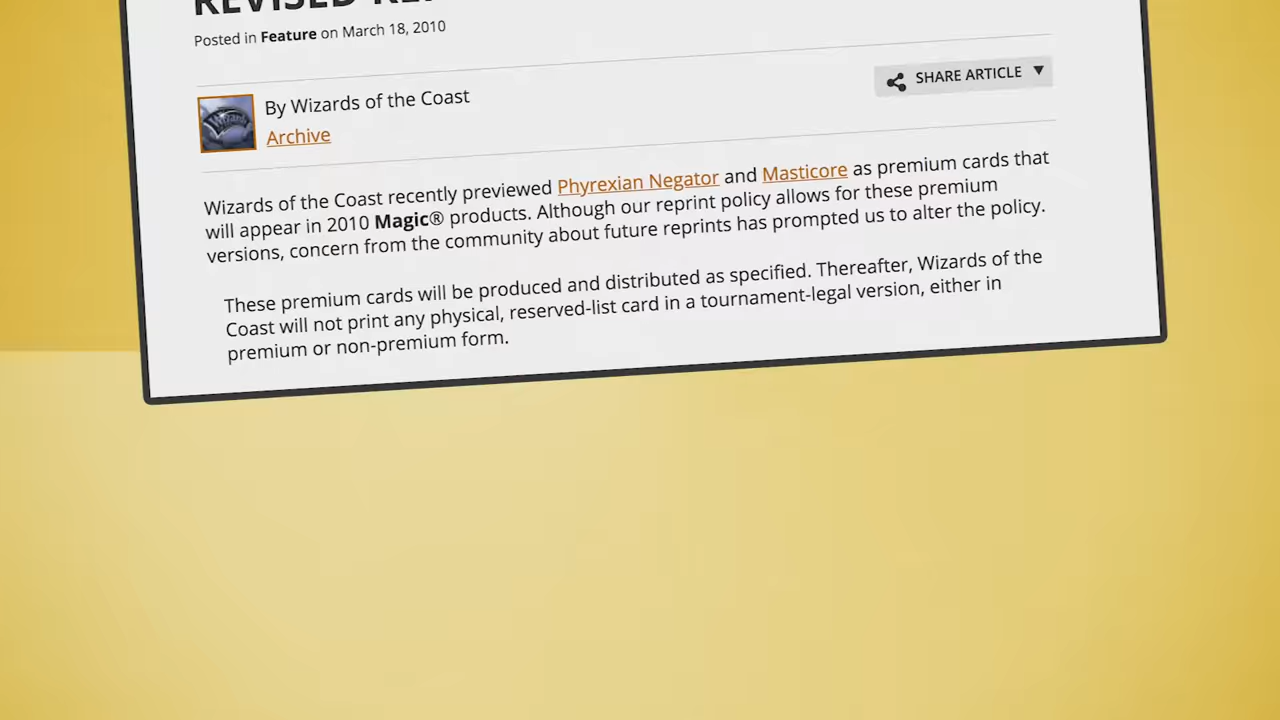 REVISED
Posted in Feature on March 18, 2010
SHARE ARTICLE
By Wizards of the Coast
Archive
Wizards of the Coast recently previewed Phyrexian Negator and Masticore as premium cards that
will appear in 2010 Magic® products. Although our reprint policy allows for these premium
versions, concern from the community about future reprints has prompted us to alter the policy.
These premium cards will be produced and distributed as specified. Thereafter, Wizards of the
Coast will not print any physical, reserved-list card in a tournament-legal version, either in
premium or non-premium form.